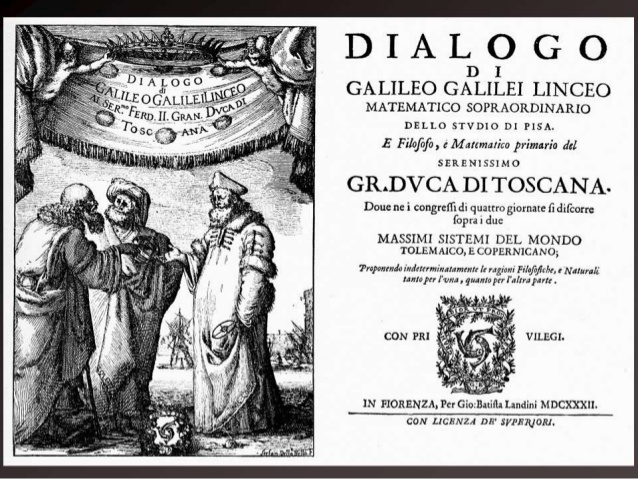 DIALOGO
di
GALILEO GALILEI LINCEO
AL SER.mo FERD. II. GRAN. DVCA DI
TOSCANA
Stefan Della Bella F.
DIALOGO
DI
GALILEO GALILEI LINCEO
MATEMATICO SOPRAORDINARIO
DELLO STVDIO DI PISA.
E Filosofo, e Matematico primario del
SERENISSIMO
GR.DVCA DI TOSCANA.
Doue ne i congreſſi di quattro giornate ſi diſcorre
ſopra i due
MASSIMI SISTEMI DEL MONDO
TOLEMAICO, E COPERNICANO;
Proponendo indeterminatamente le ragioni Filoſofiche, e Naturali
tanto per l'vna, quanto per l'altra parte.
CON PRI VILEGI.
IN FIORENZA, Per Gio:Batiſta Landini MDCXXXII.
CON LICENZA DE' SVPERIORI.